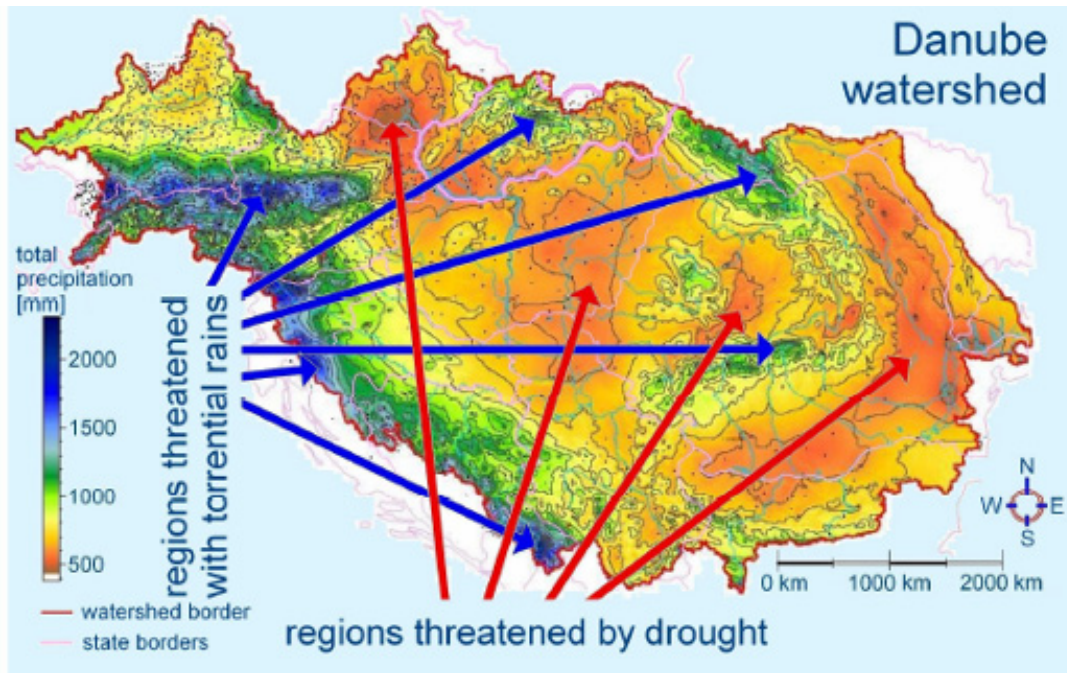 Danube
watershed
total
precipitation
[mm]
2000
1500
1000
500
regions threatened
with torrential rains
watershed border
state borders
regions threatened by drought
N
W
E
S
0 km
1000 km
2000 km